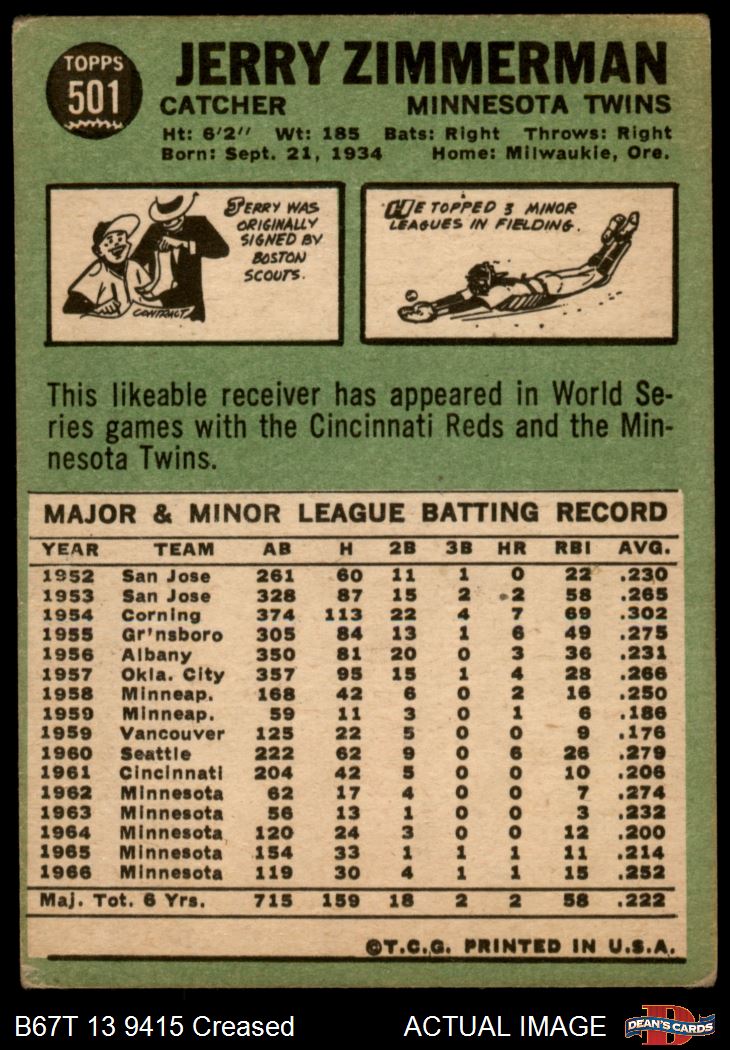 TOPPS
501
JERRY ZIMMERMAN
CATCHER MINNESOTA TWINS
Ht: 6'2" Wt: 185 Bats: Right Throws: Right
Born: Sept. 21, 1934 Home: Milwaukie, Ore.
JERRY WAS
ORIGINALLY
SIGNED BY
BOSTON
SCOUTS.
CONTRACT
HE TOPPED 3 MINOR
LEAGUES IN FIELDING.
This likeable receiver has appeared in World Se-
ries games with the Cincinnati Reds and the Min-
nesota Twins.
MAJOR & MINOR LEAGUE BATTING RECORD
YEAR TEAM AB H 2B 3B HR RBI AVG.
1952 San Jose 261 60 11 1 0 22 .230
1953 San Jose 328 87 15 2 2 58 .265
1954 Corning 374 113 22 4 7 69 .302
1955 Gr'nsboro 305 84 13 1 6 49 .275
1956 Albany 350 81 20 0 3 36 .231
1957 Okla. City 357 95 15 1 4 28 .266
1958 Minneap. 168 42 6 0 2 16 .250
1959 Minneap. 59 11 3 0 1 6 .186
1959 Vancouver 125 22 5 0 0 9 .176
1960 Seattle 222 62 9 0 6 26 .279
1961 Cincinnati 204 42 5 0 0 10 .206
1962 Minnesota 62 17 4 0 0 7 .274
1963 Minnesota 56 13 1 0 0 3 .232
1964 Minnesota 120 24 3 0 0 12 .200
1965 Minnesota 154 33 1 1 1 11 .214
1966 Minnesota 119 30 4 1 1 15 .252
Maj. Tot. 6 Yrs. 715 159 18 2 2 58 .222
©T.C.G. PRINTED IN U.S.A.
B67T 13 9415 Creased ACTUAL IMAGE
D
DEAN'S CARDS